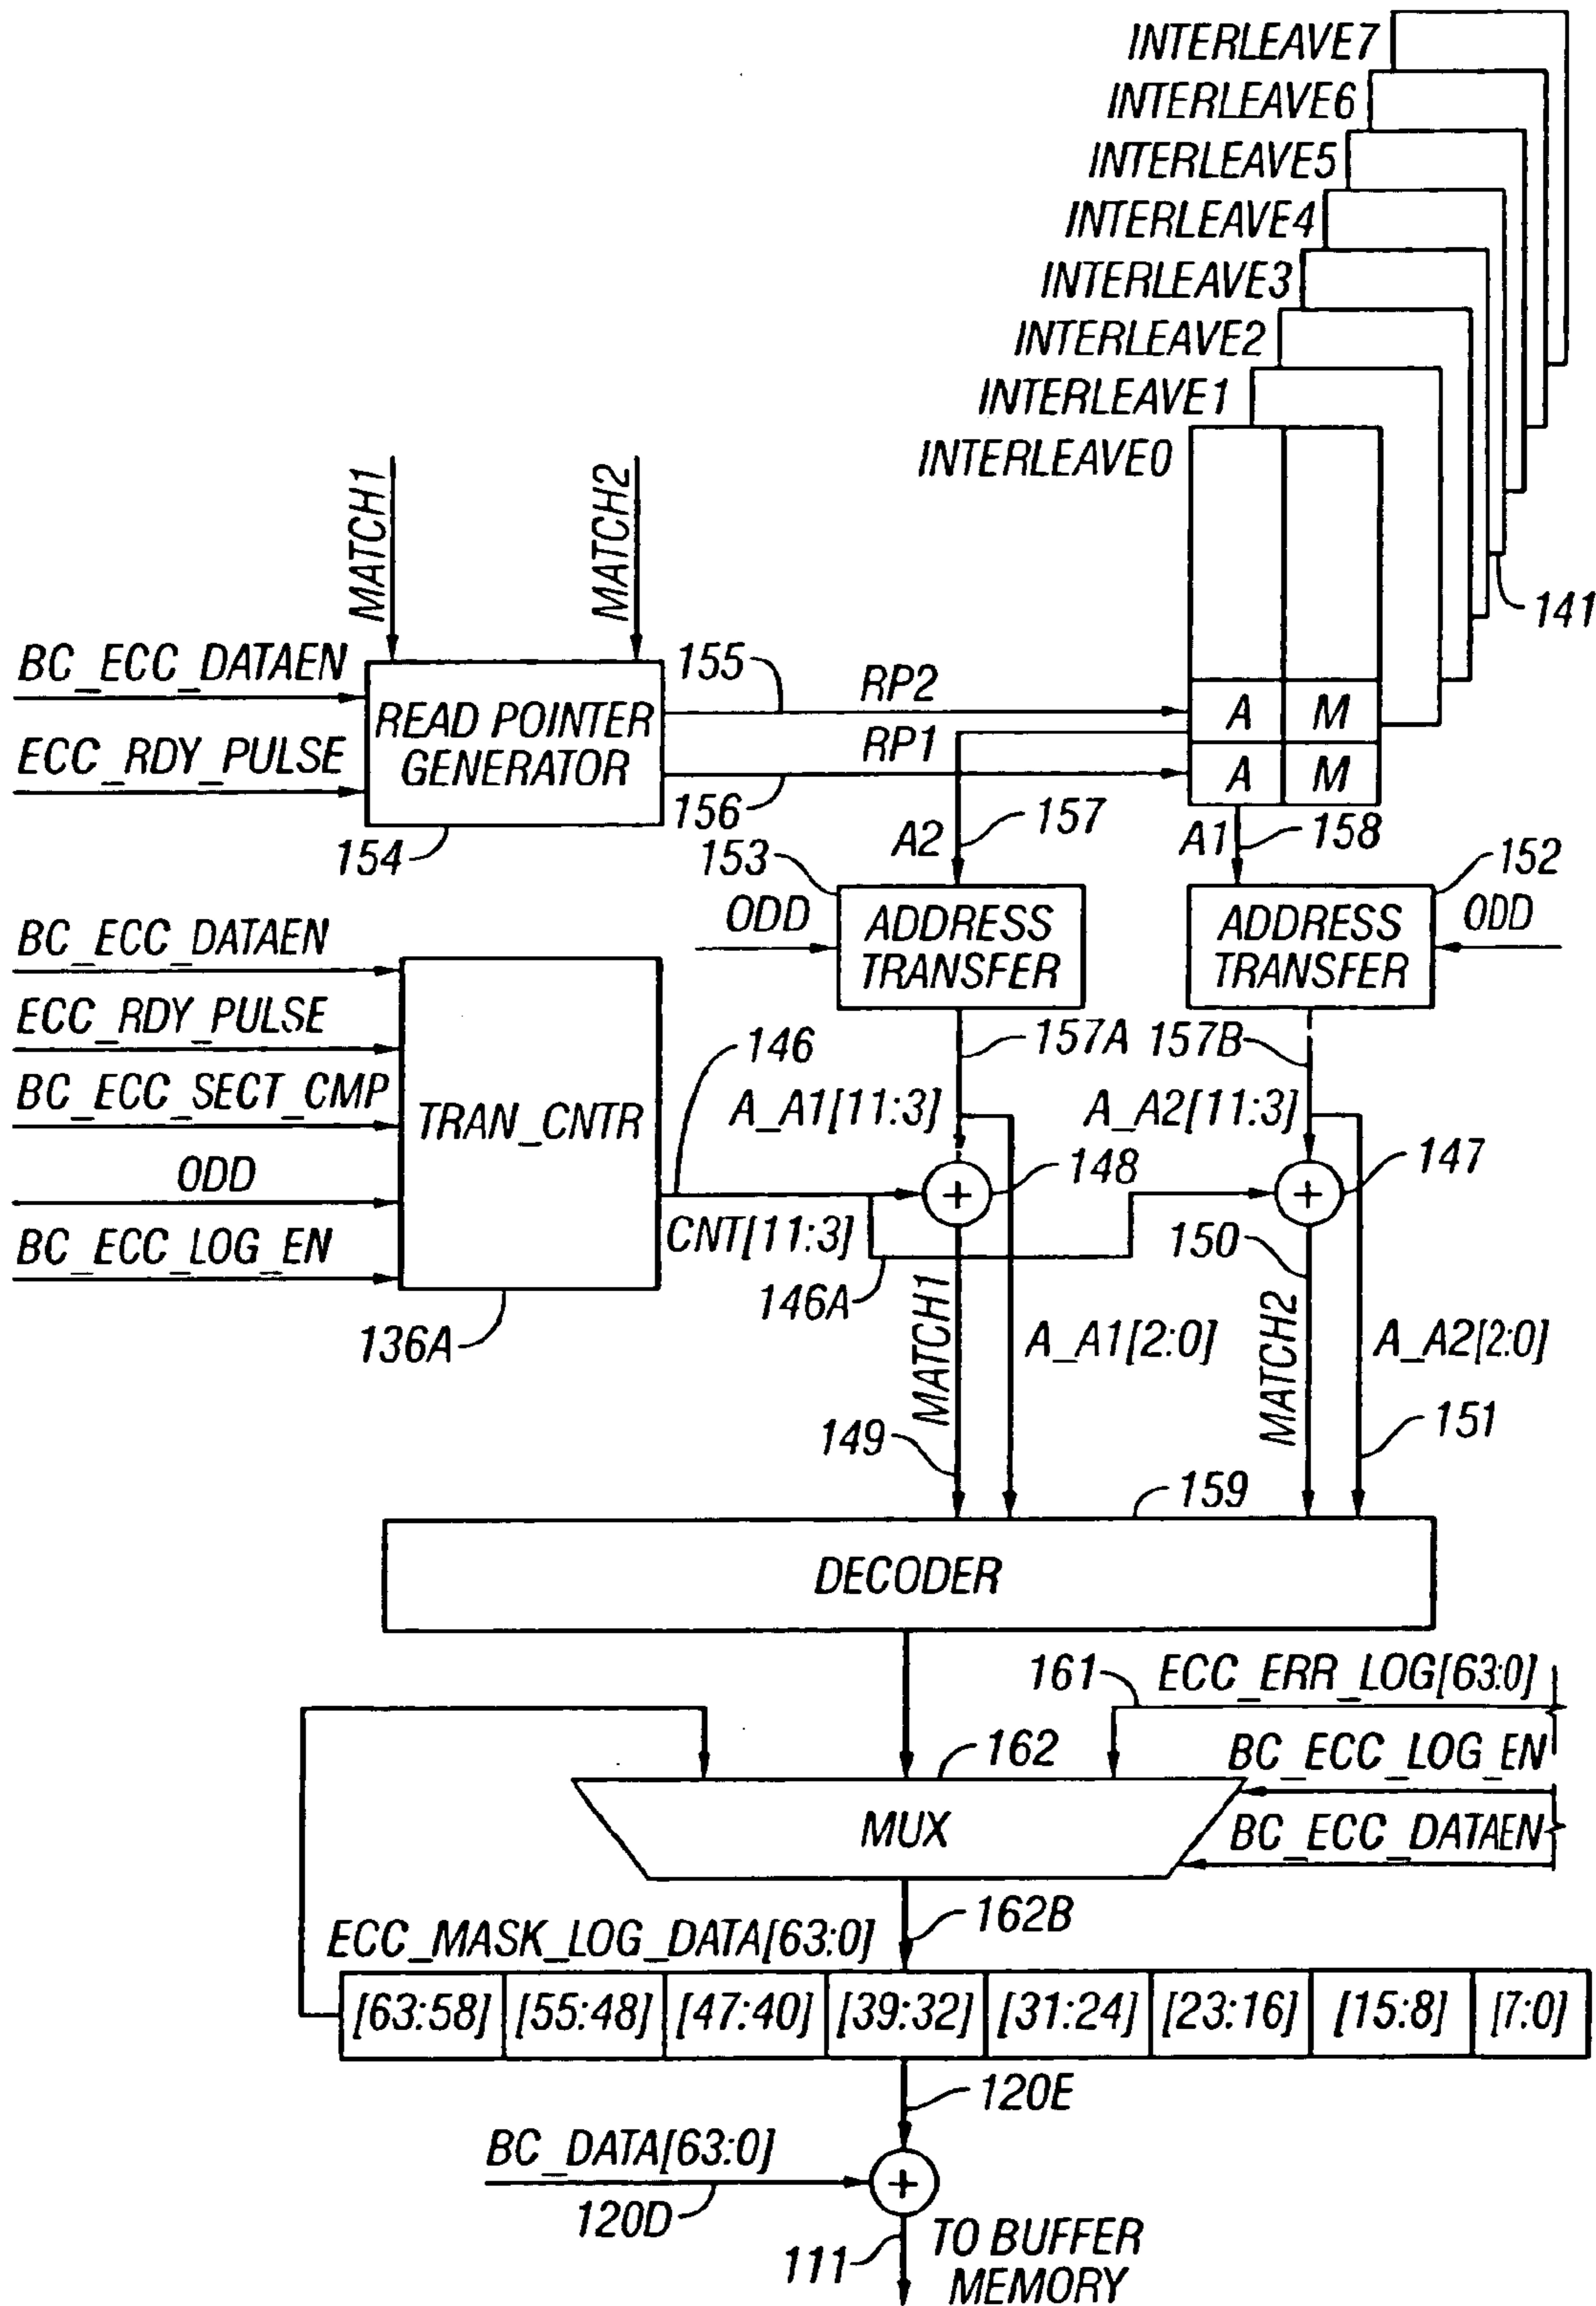 INTERLEAVE7
INTERLEAVE6
INTERLEAVE5
INTERLEAVE4
INTERLEAVE3
INTERLEAVE2
INTERLEAVE1
INTERLEAVE0
141
MATCH1
MATCH2
BC_ECC_DATAEN
ECC_RDY_PULSE
READ POINTER
GENERATOR
154
155
RP2
RP1
156
A M
A M
A2
157
A1
158
153
152
ODD
ADDRESS
TRANSFER
ADDRESS
TRANSFER
ODD
BC_ECC_DATAEN
ECC_RDY_PULSE
BC_ECC_SECT_CMP
ODD
BC_ECC_LOG_EN
TRAN_CNTR
136A
146
157A
157B
A_A1[11:3]
A_A2[11:3]
+
148
+
147
CNT[11:3]
146A
150
MATCH1
A_A1[2:0]
MATCH2
A_A2[2:0]
149
151
159
DECODER
161
ECC_ERR_LOG[63:0]
BC_ECC_LOG_EN
BC_ECC_DATAEN
162
MUX
162B
ECC_MASK_LOG_DATA[63:0]
[63:58] [55:48] [47:40] [39:32] [31:24] [23:16] [15:8] [7:0]
120E
BC_DATA[63:0]
120D
+
111
TO BUFFER
MEMORY